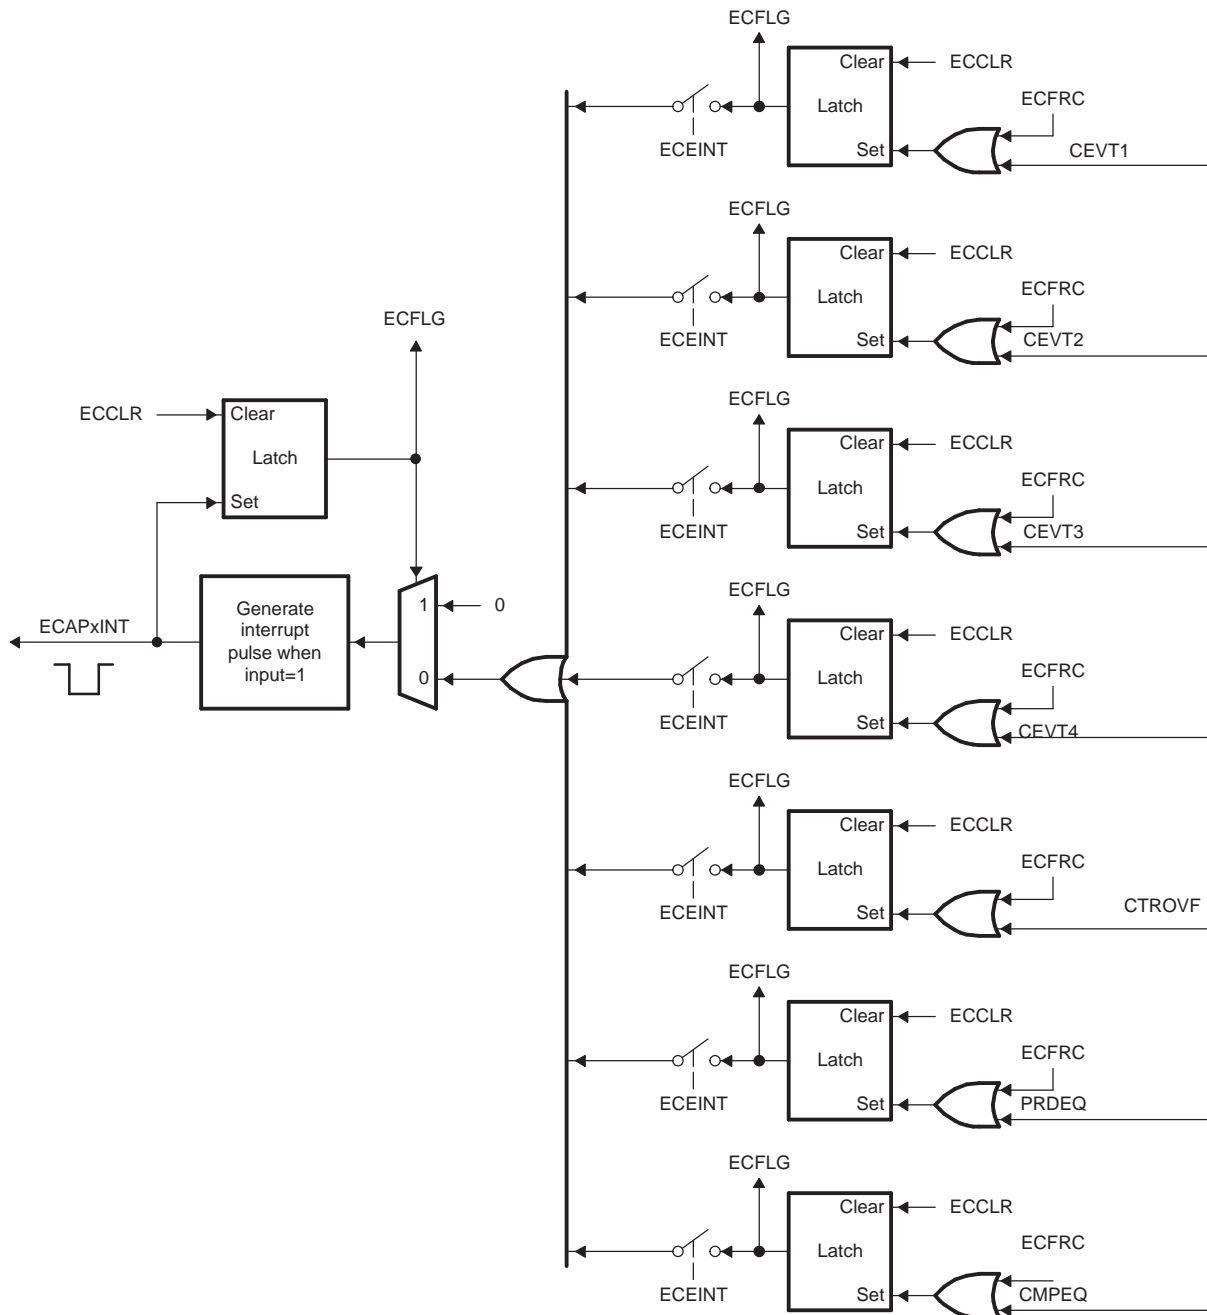 ECFLG
Clear
ECCLR
Latch
ECFRC
ECEINT
Set
CEVT1
ECFLG
Clear
ECCLR
Latch
ECFRC
ECEINT
Set
CEVT2
ECFLG
ECFLG
ECCLR
Clear
Latch
Set
Clear
ECCLR
Latch
ECFRC
ECEINT
Set
CEVT3
ECFLG
ECAPxINT
Generate
interrupt
pulse when
input=1
1
0
0
Clear
ECCLR
Latch
ECFRC
ECEINT
Set
CEVT4
ECFLG
Clear
ECCLR
Latch
ECFRC
ECEINT
Set
CTROVF
ECFLG
Clear
ECCLR
Latch
ECFRC
ECEINT
Set
PRDEQ
ECFLG
Clear
ECCLR
Latch
ECFRC
ECEINT
Set
CMPEQ